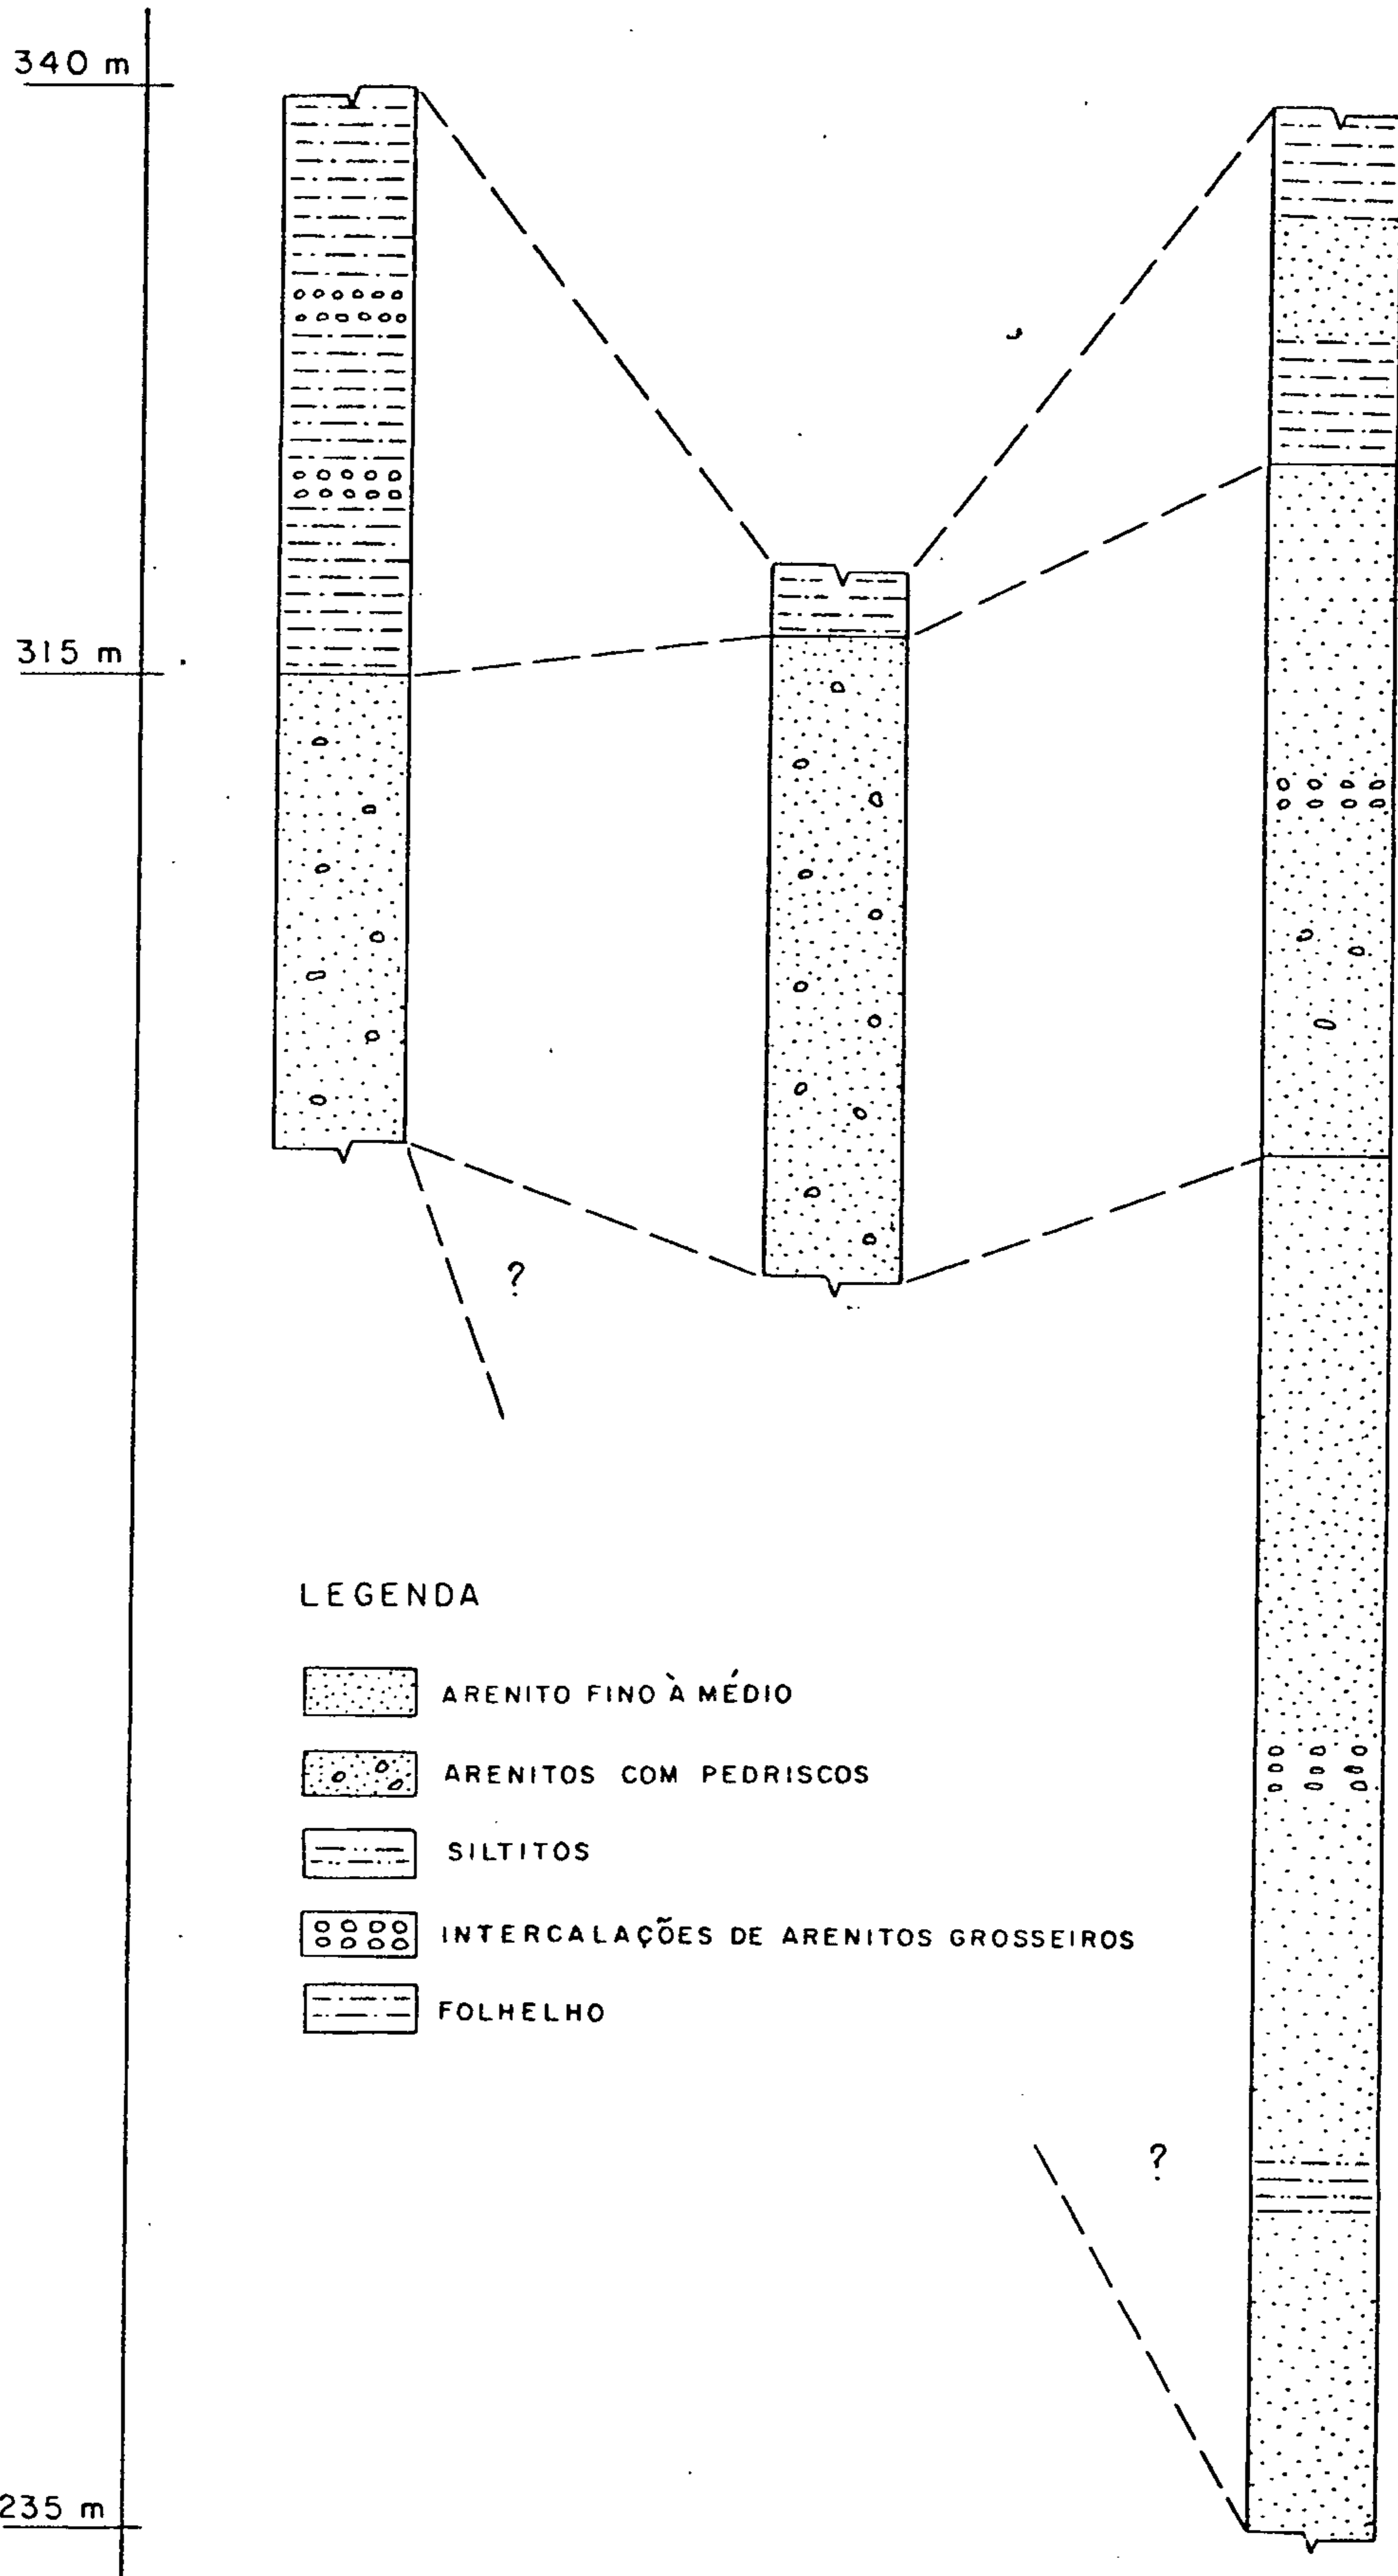 340 m
315 m
?
LEGENDA
ARENITO FINO À MÉDIO
ARENITOS COM PEDRISCOS
SILTITOS
INTERCALAÇÕES DE ARENITOS GROSSEIROS
FOLHELHO
?
235 m